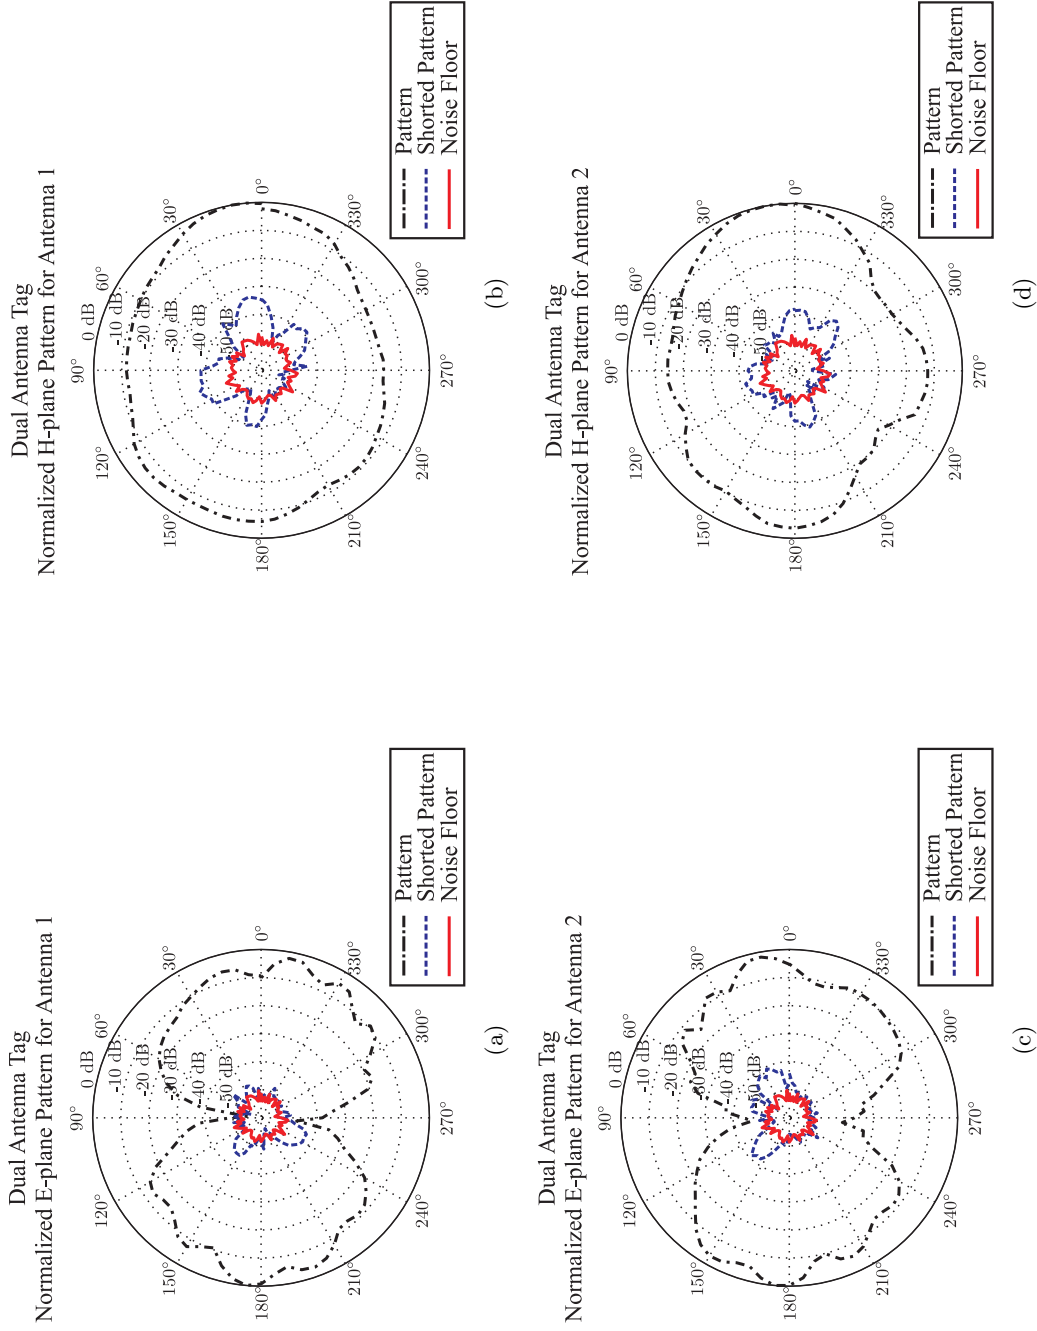 Dual Antenna Tag
Normalized E-plane Pattern for Antenna 1
0°
30°
60°
90°
120°
150°
180°
210°
240°
270°
300°
330°
0 dB
-10 dB
-20 dB
-30 dB
-40 dB
-50 dB
Pattern
Shorted Pattern
Noise Floor
(a)
Dual Antenna Tag
Normalized H-plane Pattern for Antenna 1
0°
30°
60°
90°
120°
150°
180°
210°
240°
270°
300°
330°
0 dB
-10 dB
-20 dB
-30 dB
-40 dB
-50 dB
Pattern
Shorted Pattern
Noise Floor
(b)
Dual Antenna Tag
Normalized E-plane Pattern for Antenna 2
0°
30°
60°
90°
120°
150°
180°
210°
240°
270°
300°
330°
0 dB
-10 dB
-20 dB
-30 dB
-40 dB
-50 dB
Pattern
Shorted Pattern
Noise Floor
(c)
Dual Antenna Tag
Normalized H-plane Pattern for Antenna 2
0°
30°
60°
90°
120°
150°
180°
210°
240°
270°
300°
330°
0 dB
-10 dB
-20 dB
-30 dB
-40 dB
-50 dB
Pattern
Shorted Pattern
Noise Floor
(d)